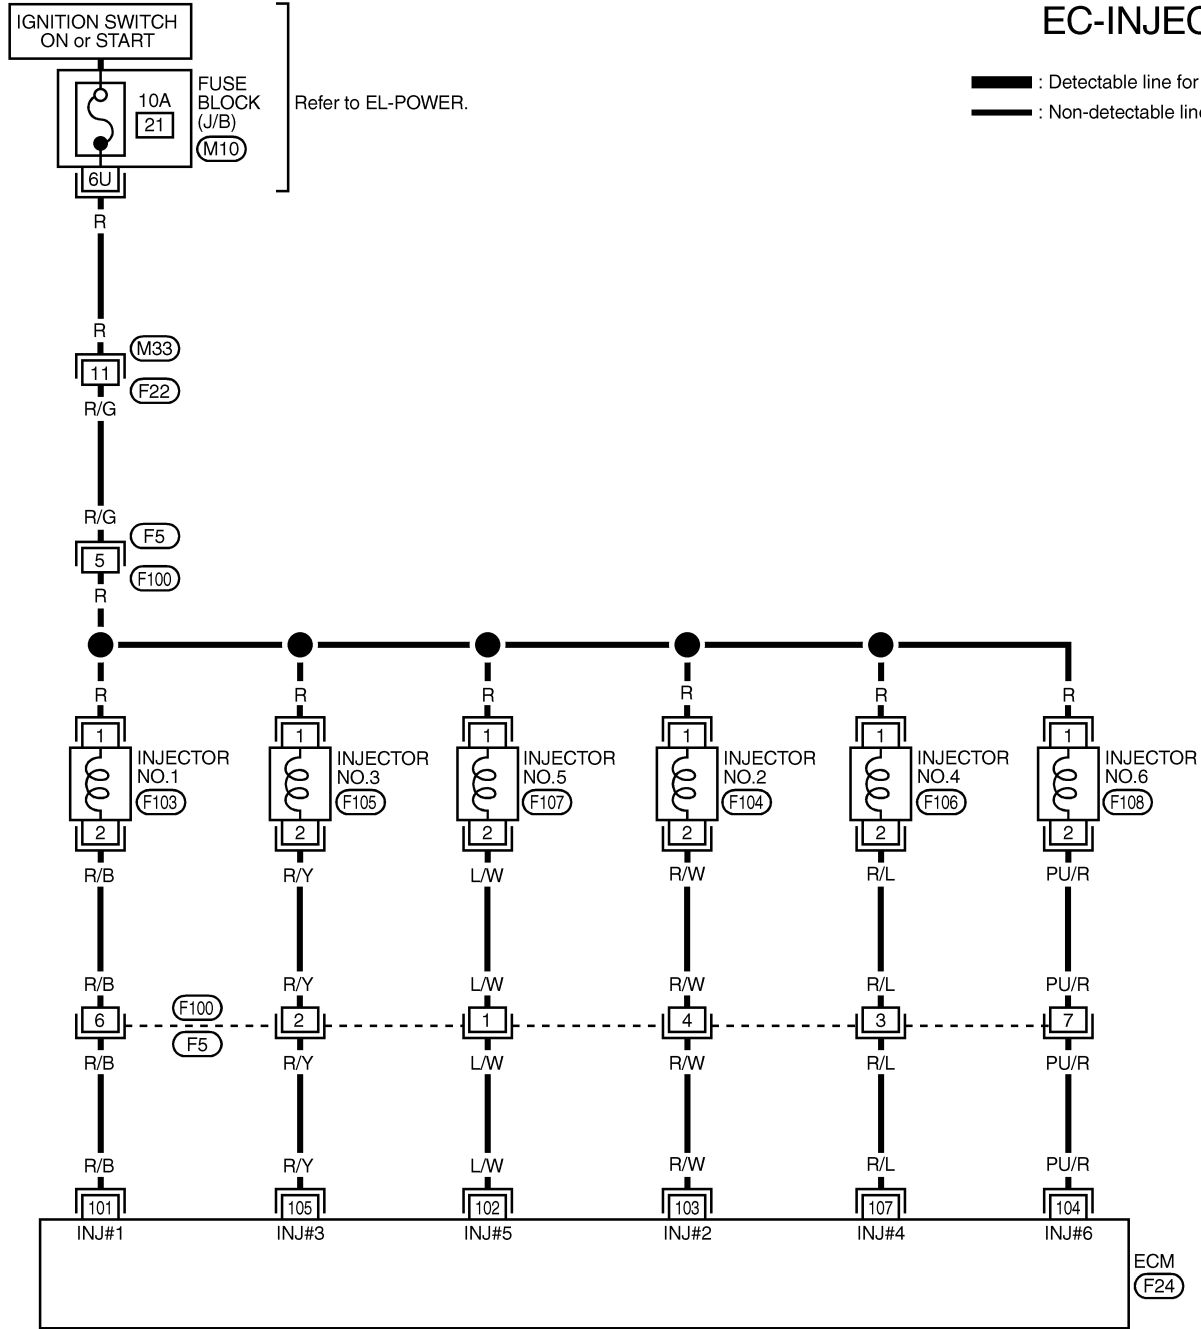 IGNITION SWITCH
ON or START
EC-INJEC
: Detectable line for
: Non-detectable line
10A
21
FUSE
BLOCK
(J/B)
M10
Refer to EL-POWER.
6U
R
R
M33
11
F22
R/G
R/G
F5
5
F100
R
R R R R R R
1 1 1 1 1 1
INJECTOR
NO.1
F103
INJECTOR
NO.3
F105
INJECTOR
NO.5
F107
INJECTOR
NO.2
F104
INJECTOR
NO.4
F106
INJECTOR
NO.6
F108
2 2 2 2 2 2
R/B R/Y L/W R/W R/L PU/R
R/B R/Y L/W R/W R/L PU/R
F100
6 2 1 4 3 7
F5
R/B R/Y L/W R/W R/L PU/R
R/B R/Y L/W R/W R/L PU/R
101 105 102 103 107 104
INJ#1 INJ#3 INJ#5 INJ#2 INJ#4 INJ#6
ECM
F24